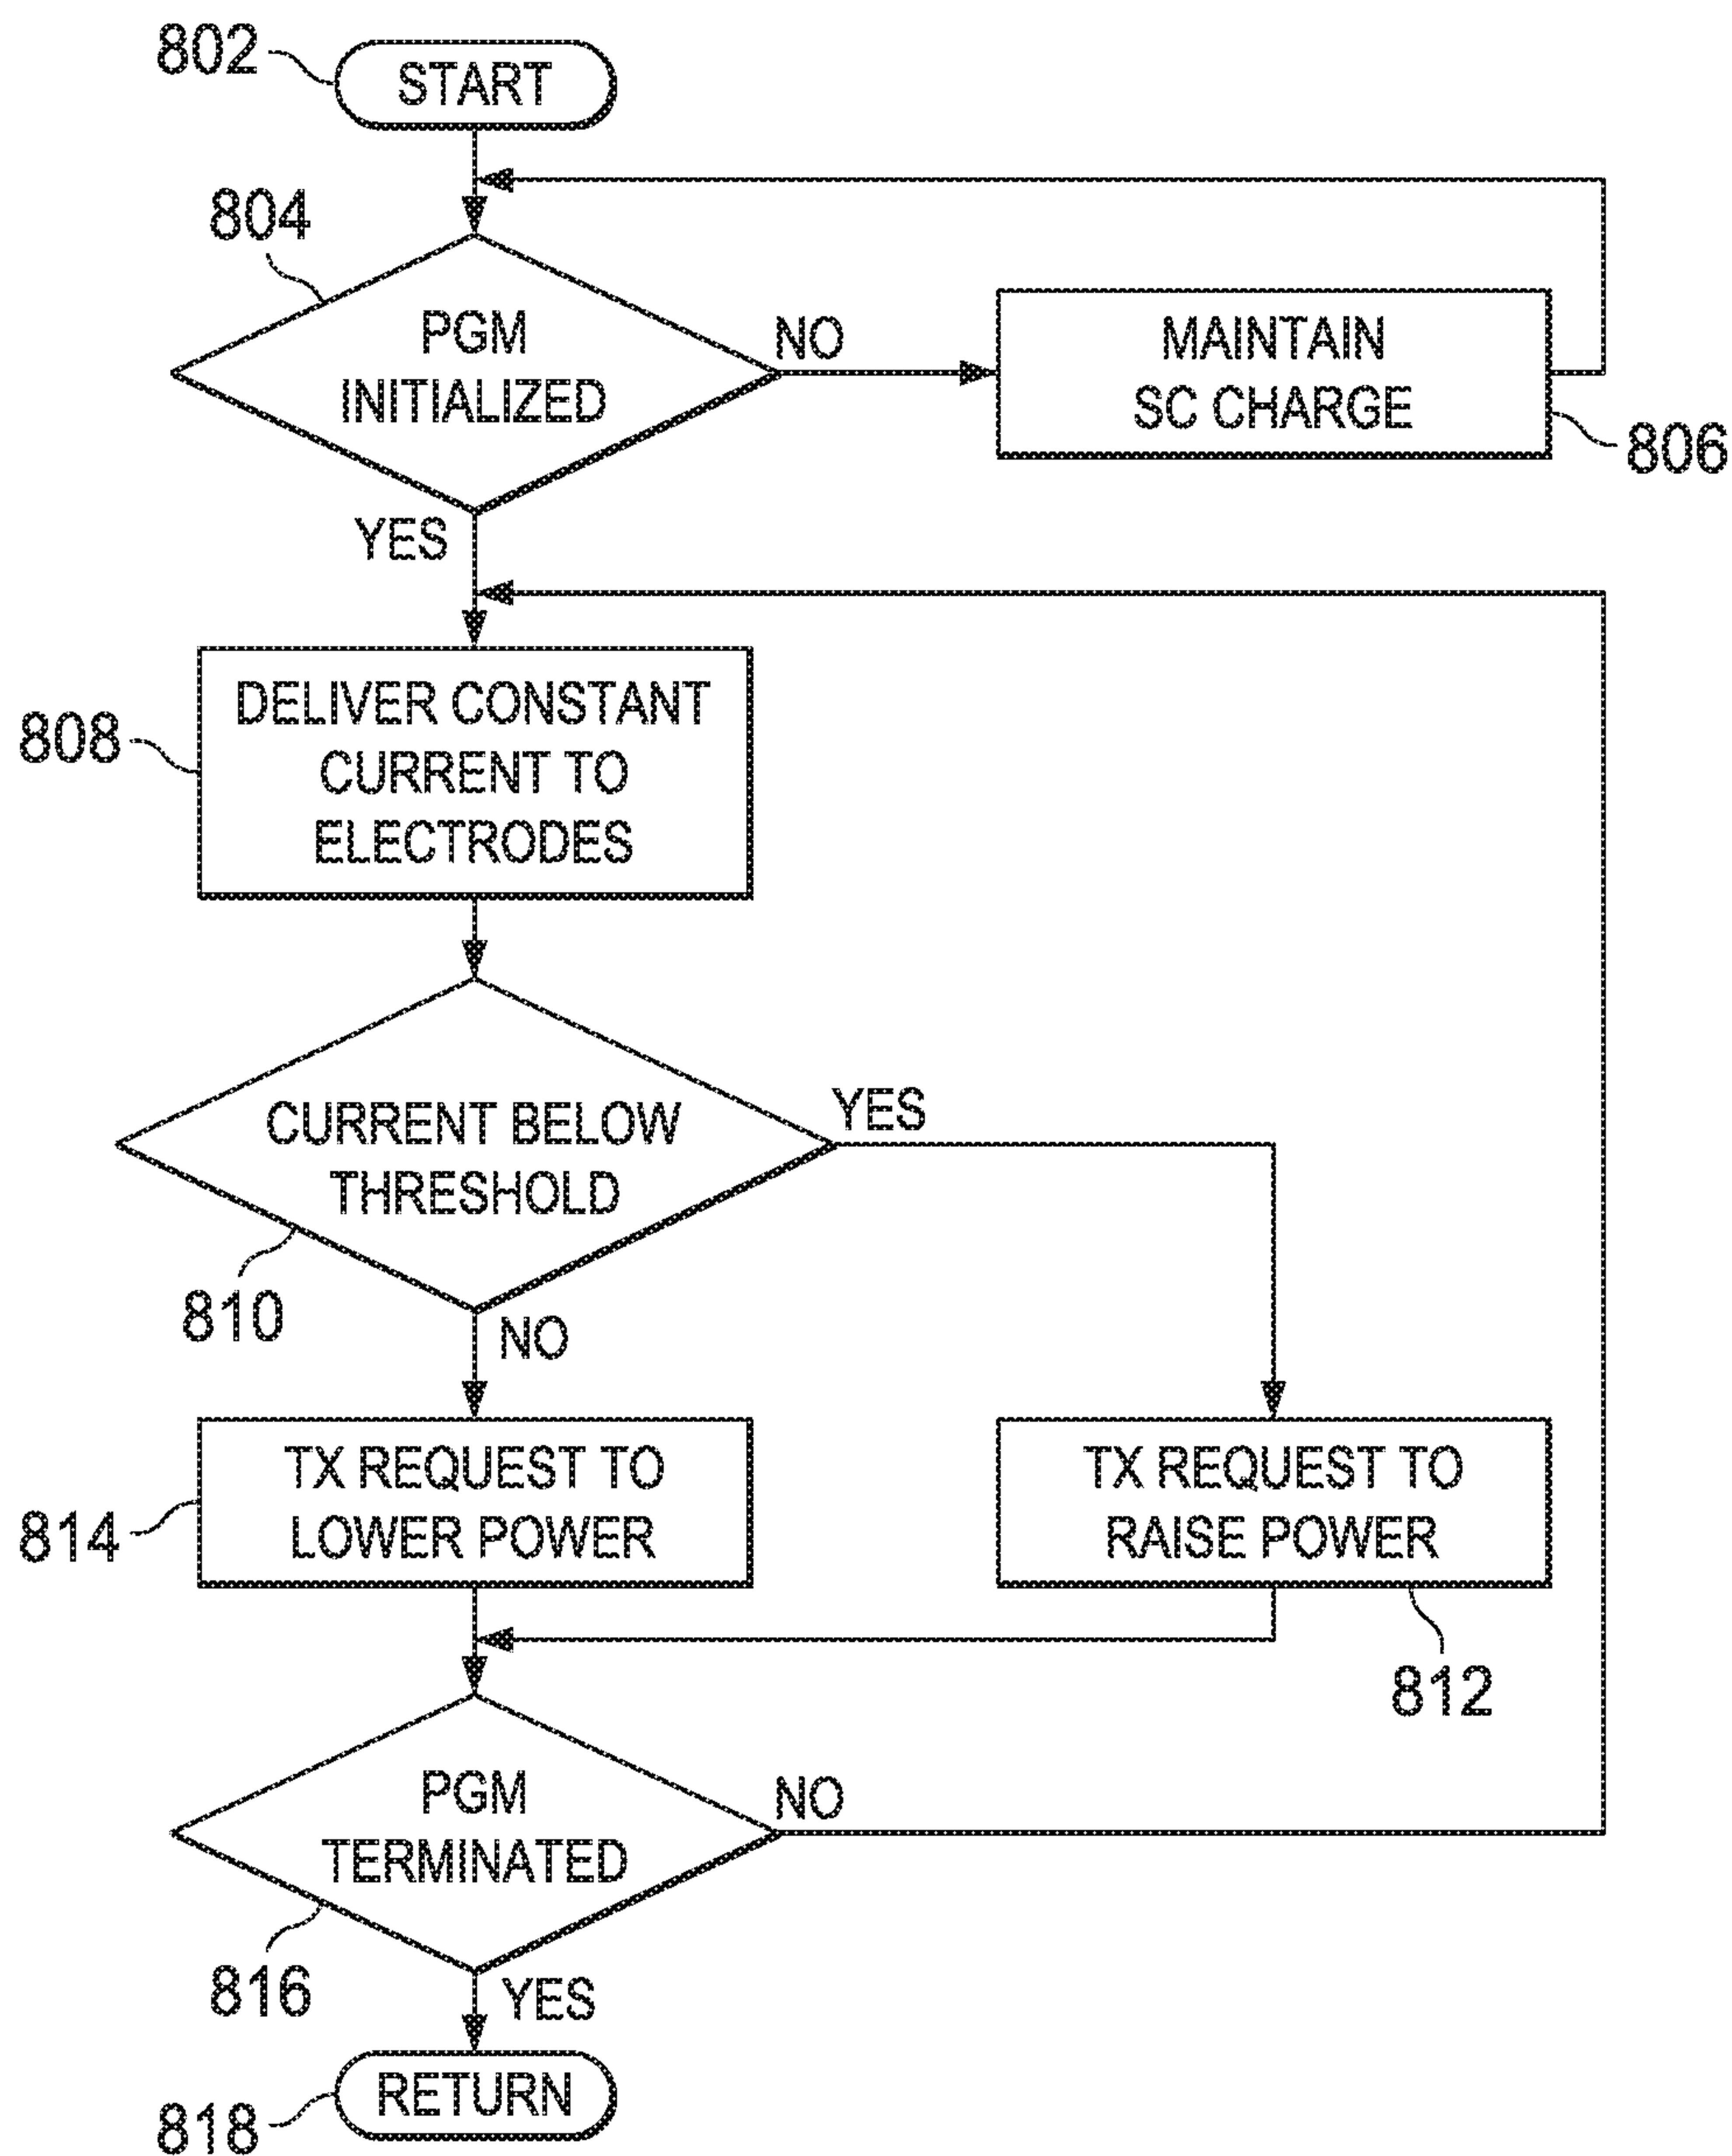 802
START
804
PGM
INITIALIZED
NO
MAINTAIN
SC CHARGE
806
YES
808
DELIVER CONSTANT
CURRENT TO
ELECTRODES
CURRENT BELOW
THRESHOLD
YES
810
NO
814
TX REQUEST TO
LOWER POWER
TX REQUEST TO
RAISE POWER
812
PGM
TERMINATED
NO
816
YES
818
RETURN